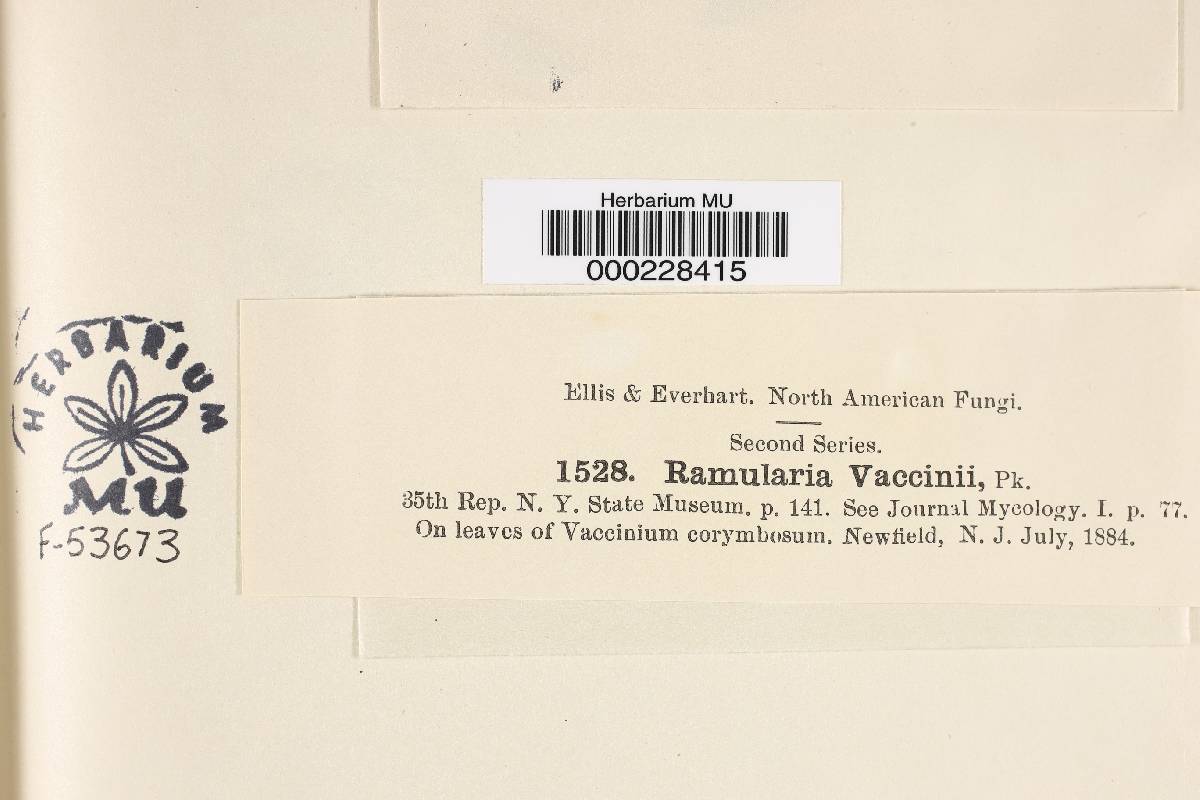 Herbarium MU
000228415
HERBARIUM
MU
F-53673
Ellis & Everhart. North American Fungi.
Second Series.
1528. Ramularia Vaccinii, Pk.
35th Rep. N. Y. State Museum. p. 141. See Journal Mycology. I. p. 77.
On leaves of Vaccinium corymbosum. Newfield, N. J. July, 1884.